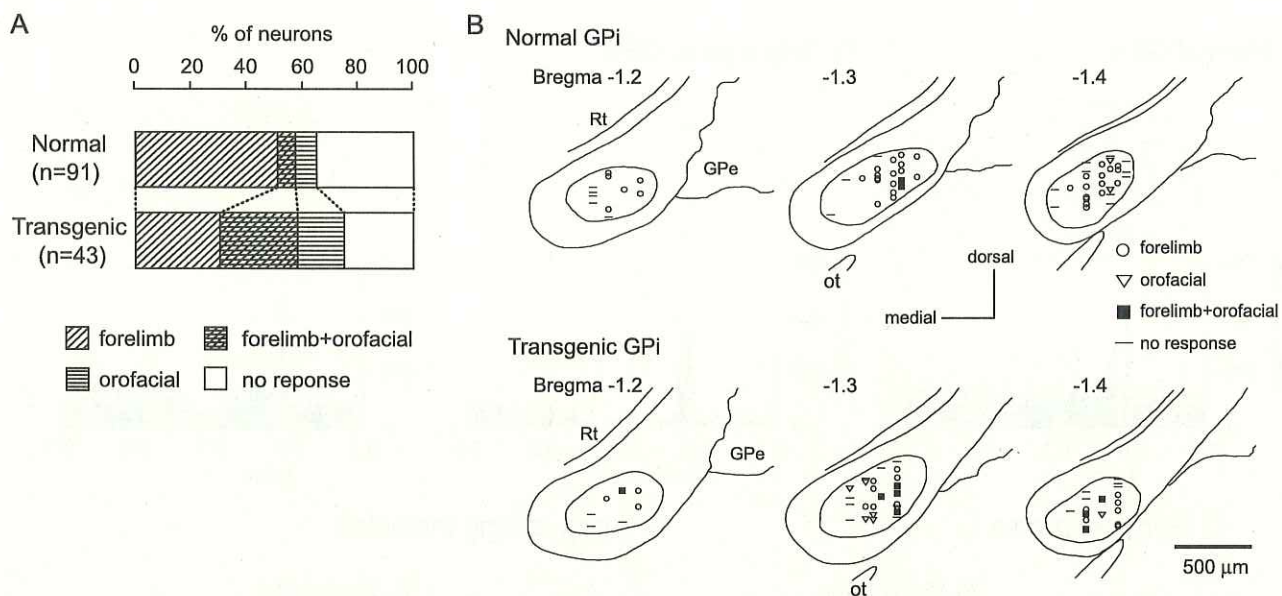 A
% of neurons
0 20 40 60 80 100
Normal
(n=91)
Transgenic
(n=43)
forelimb
forelimb+orofacial
orofacial
no reponse
B
Normal GPi
Bregma -1.2
-1.3
-1.4
Rt
GPe
ot
dorsal
medial
forelimb
orofacial
forelimb+orofacial
no response
Transgenic GPi
Bregma -1.2
-1.3
-1.4
Rt
GPe
ot
500 μm